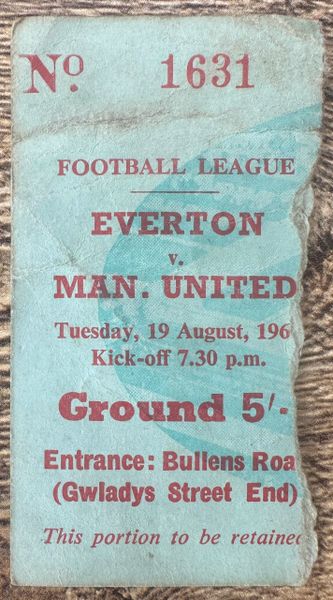 No. 1631
FOOTBALL LEAGUE
EVERTON
v.
MAN. UNITED
Tuesday, 19 August, 196
Kick-off 7.30 p.m.
Ground 5/-
Entrance: Bullens Roa
(Gwladys Street End)
This portion to be retained